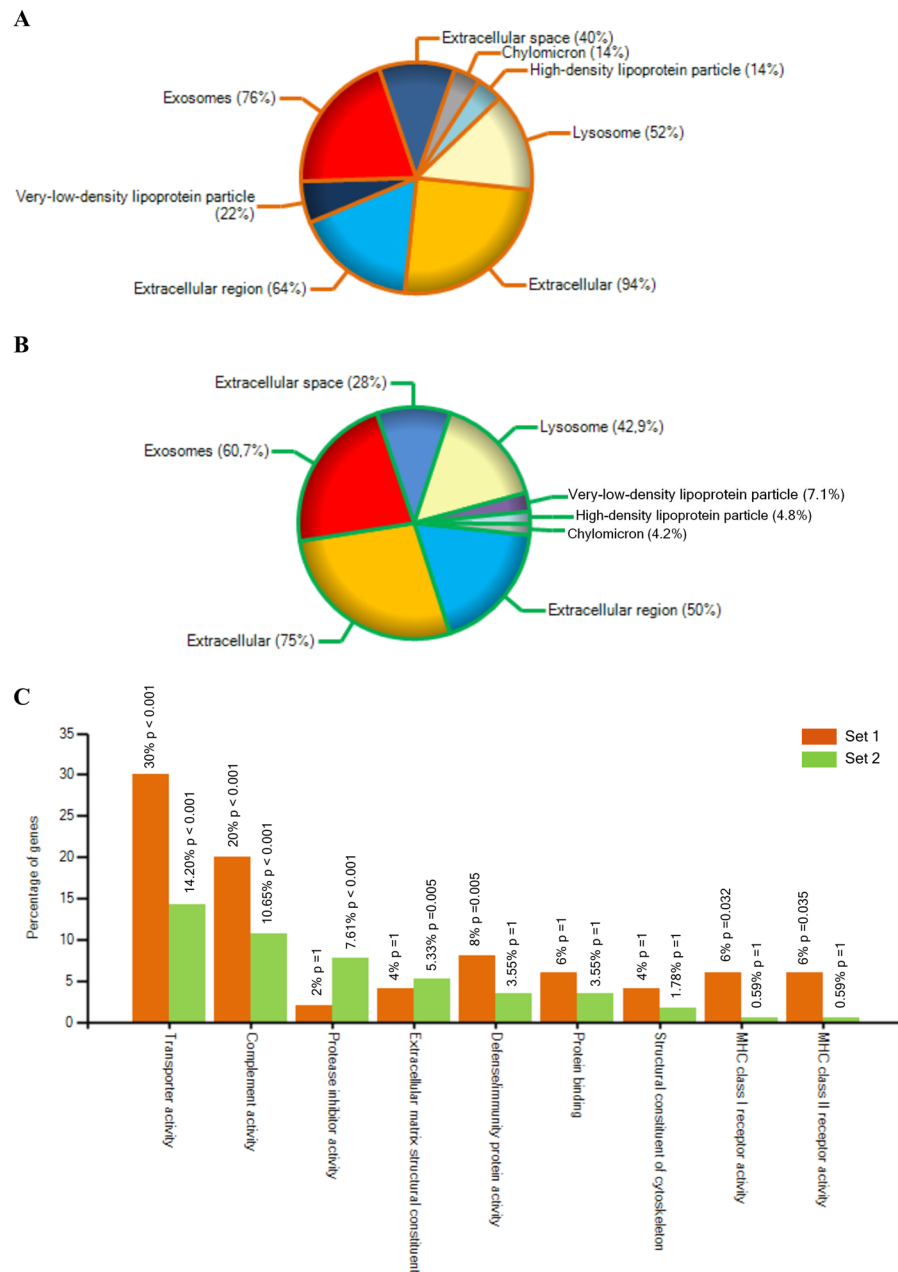 A
Extracellular space (40%)
Chylomicron (14%)
High-density lipoprotein particle (14%)
Exosomes (76%)
Lysosome (52%)
Very-low-density lipoprotein particle
(22%)
Extracellular region (64%)
Extracellular (94%)
B
Extracellular space (28%)
Lysosome (42,9%)
Exosomes (60,7%)
Very-low-density lipoprotein particle (7.1%)
High-density lipoprotein particle (4.8%)
Chylomicron (4.2%)
Extracellular region (50%)
Extracellular (75%)
C
Percentage of genes
35
30
25
20
15
10
5
0
30% p < 0.001
14.20% p < 0.001
20% p < 0.001
10.65% p < 0.001
2% p =1
7.61% p < 0.001
4% p =1
5.33% p =0.005
8% p =0.005
3.55% p =1
6% p =1
3.55% p =1
4% p =1
1.78% p =1
6% p =0.032
0.59% p =1
6% p =0.035
0.59% p =1
Set 1
Set 2
Transporter activity
Complement activity
Protease inhibitor activity
Extracellular matrix structural constituent
Defense/immunity protein activity
Protein binding
Structural constituent of cytoskeleton
MHC class I receptor activity
MHC class II receptor activity